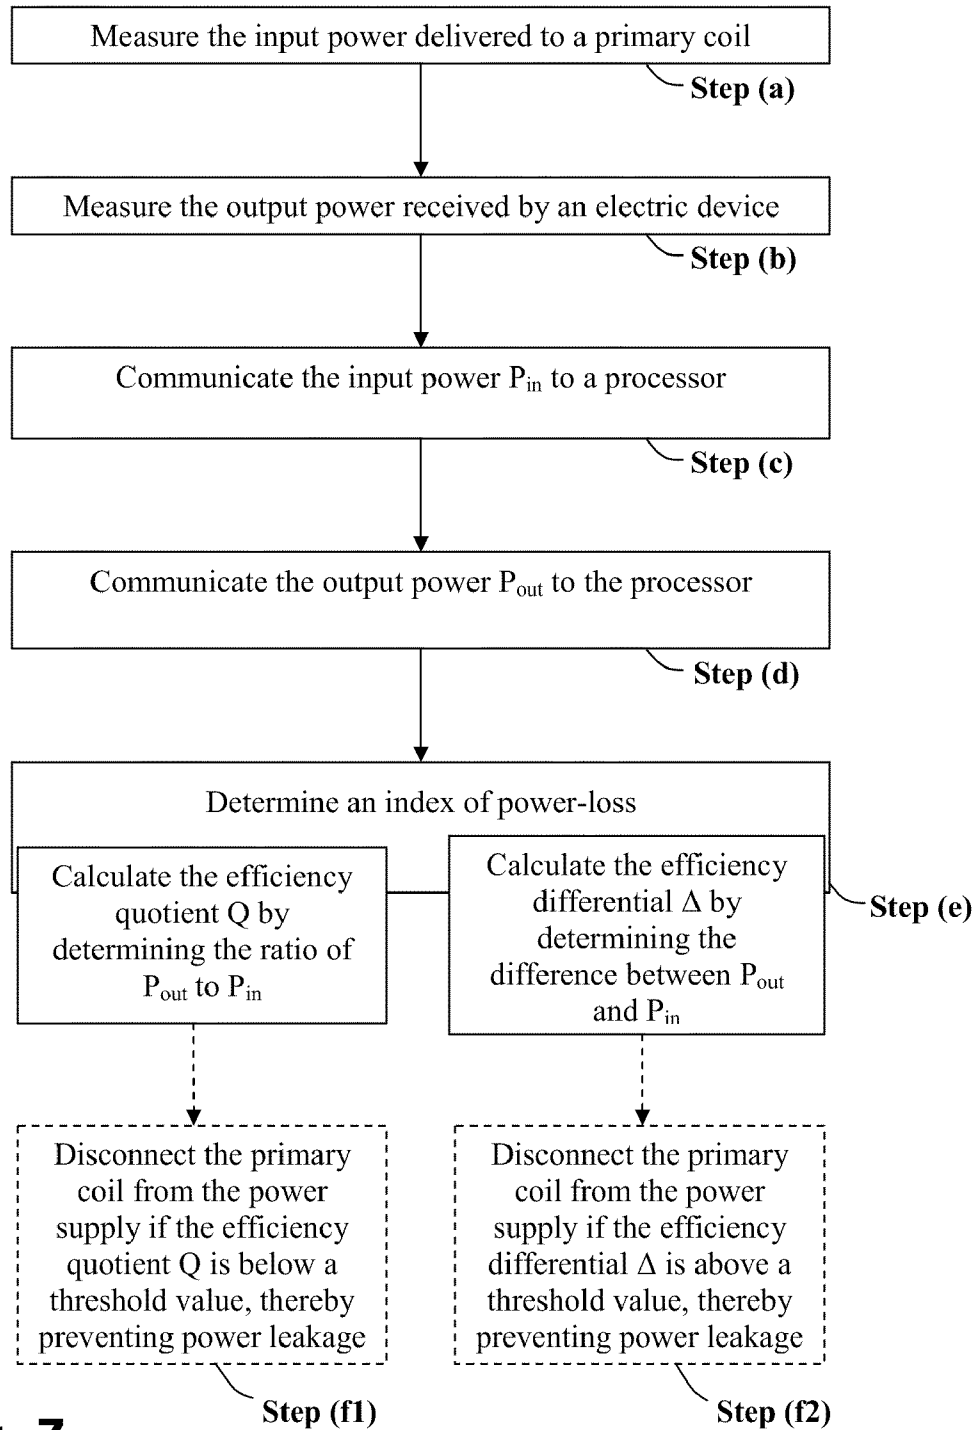 Measure the input power delivered to a primary coil
Step (a)
Measure the output power received by an electric device
Step (b)
Communicate the input power Pin to a processor
Step (c)
Communicate the output power Pout to the processor
Step (d)
Determine an index of power-loss
Calculate the efficiency
quotient Q by
determining the ratio of
Pout to Pin
Calculate the efficiency
differential Δ by
determining the
difference between Pout
and Pin
Step (e)
Disconnect the primary
coil from the power
supply if the efficiency
quotient Q is below a
threshold value, thereby
preventing power leakage
Step (f1)
Disconnect the primary
coil from the power
supply if the efficiency
differential Δ is above a
threshold value, thereby
preventing power leakage
Step (f2)